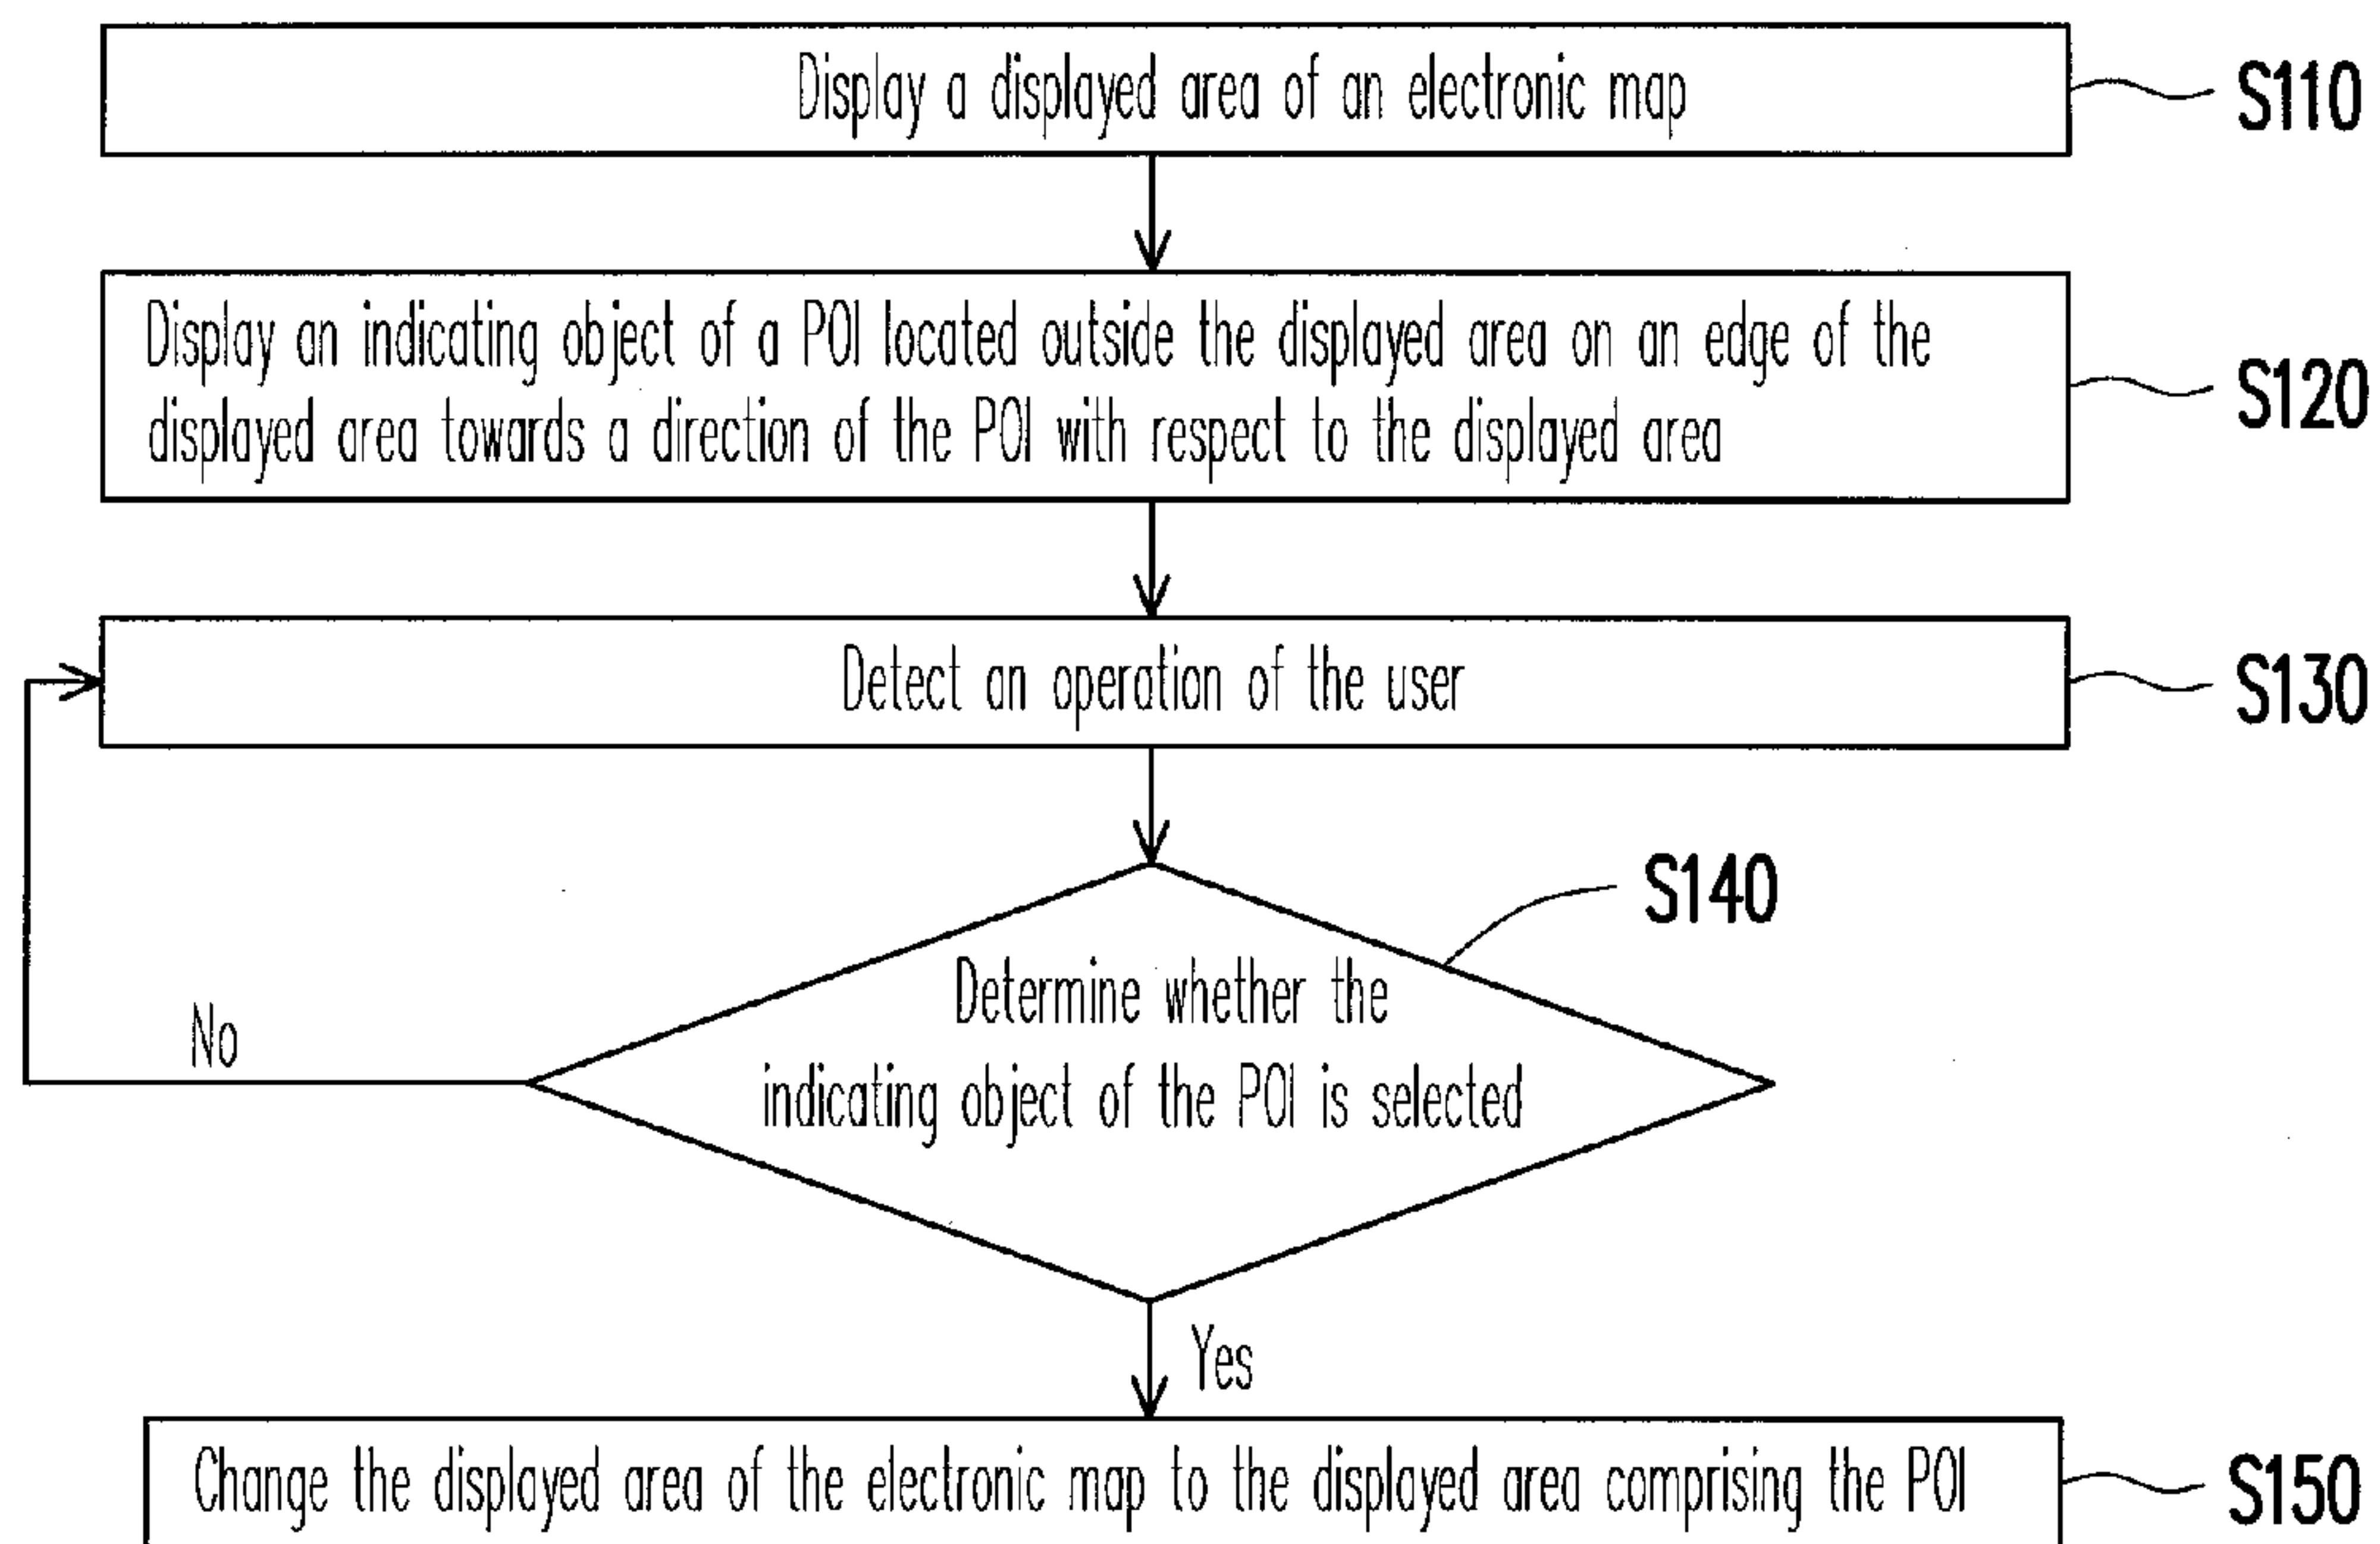 Display a displayed area of an electronic map
S110
Display an indicating object of a POI located outside the displayed area on an edge of the
displayed area towards a direction of the POI with respect to the displayed area
S120
Detect an operation of the user
S130
S140
Determine whether the
indicating object of the POI is selected
No
Yes
Change the displayed area of the electronic map to the displayed area comprising the POI
S150